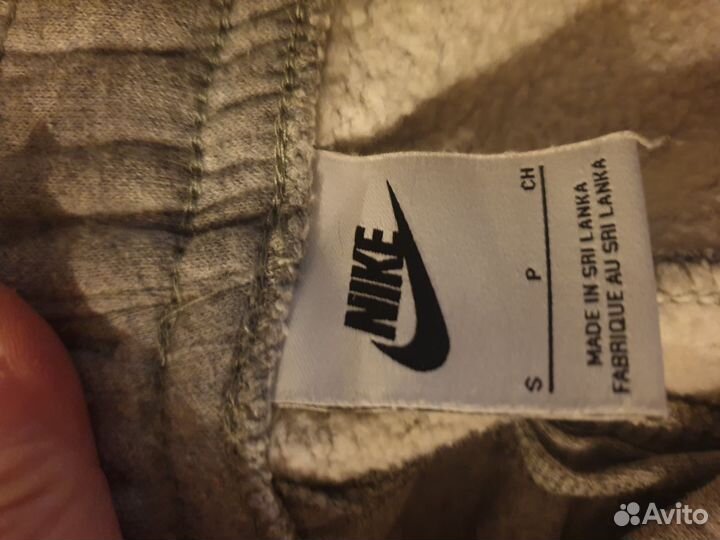 NIKE
S P CH
MADE IN SRI LANKA
FABRIQUE AU SRI LANKA
Avito